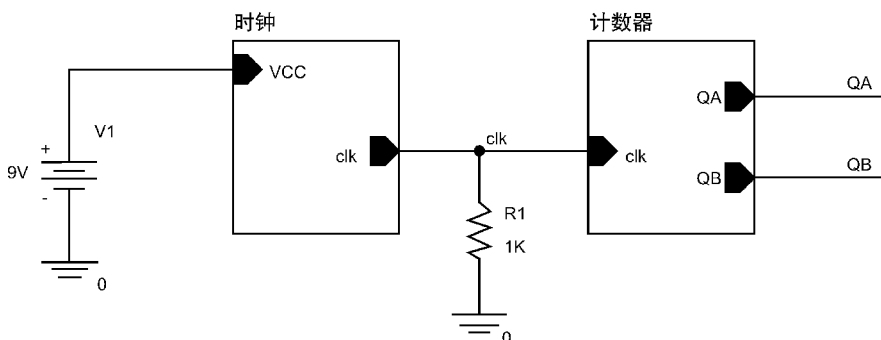 时钟
计数器
VCC
QA
QA
+
V1
clk
clk
clk
9V
QB
QB
-
R1
1K
0
0